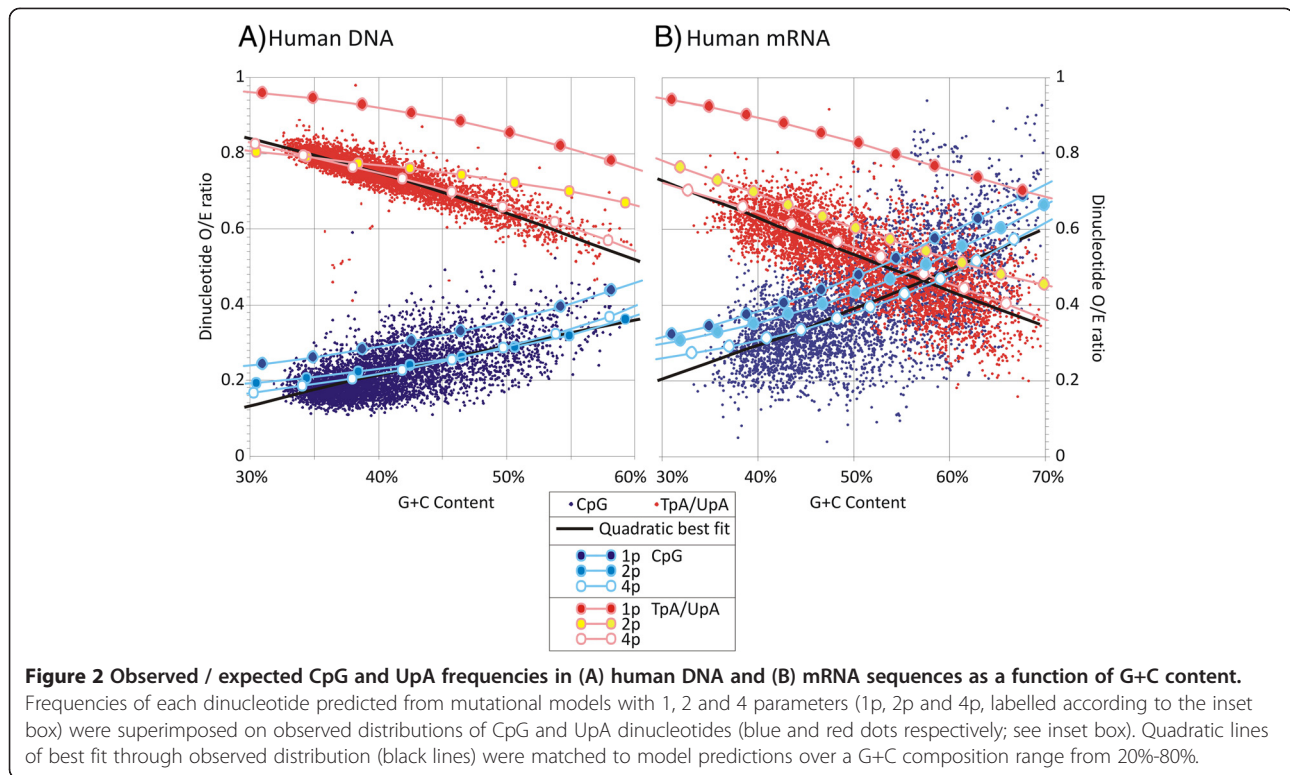 A) Human DNA
B) Human mRNA
1
0.8
0.6
0.4
0.2
0
Dinucleotide O/E ratio
30%
40%
50%
60%
G+C Content
30%
40%
50%
60%
70%
G+C Content
1
0.8
0.6
0.4
0.2
0
Dinucleotide O/E ratio
CpG TpA/UpA
Quadratic best fit
1p CpG
2p
4p
1p TpA/UpA
2p
4p
Figure 2 Observed / expected CpG and UpA frequencies in (A) human DNA and (B) mRNA sequences as a function of G+C content.
Frequencies of each dinucleotide predicted from mutational models with 1, 2 and 4 parameters (1p, 2p and 4p, labelled according to the inset
box) were superimposed on observed distributions of CpG and UpA dinucleotides (blue and red dots respectively; see inset box). Quadratic lines
of best fit through observed distribution (black lines) were matched to model predictions over a G+C composition range from 20%-80%.